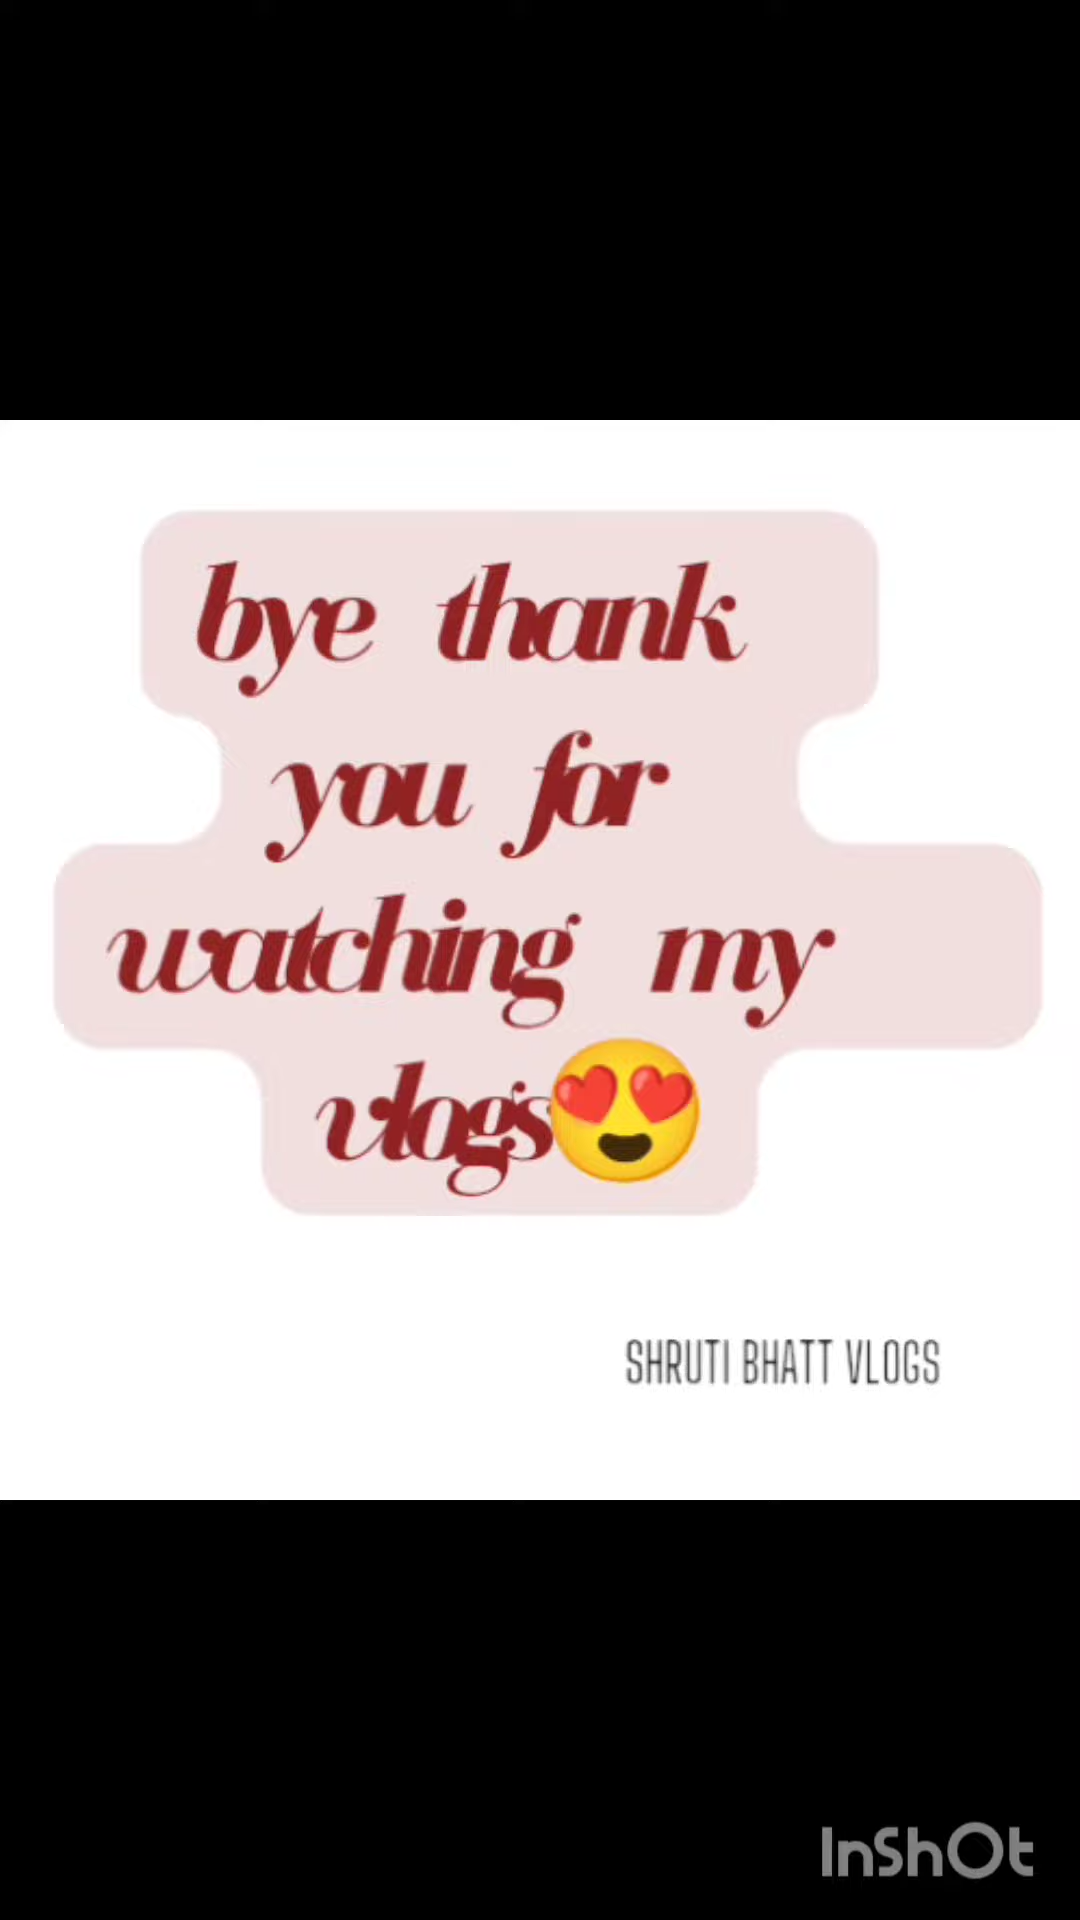 bye thank
you for
watching my
vlogs😍
SHRUTI BHATT VLOGS
InShOt